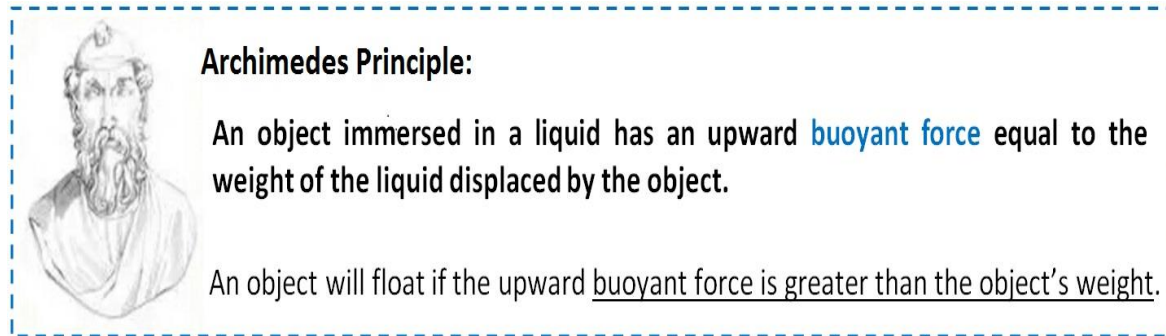 Archimedes Principle:
An object immersed in a liquid has an upward buoyant force equal to the
weight of the liquid displaced by the object.
An object will float if the upward buoyant force is greater than the object's weight.